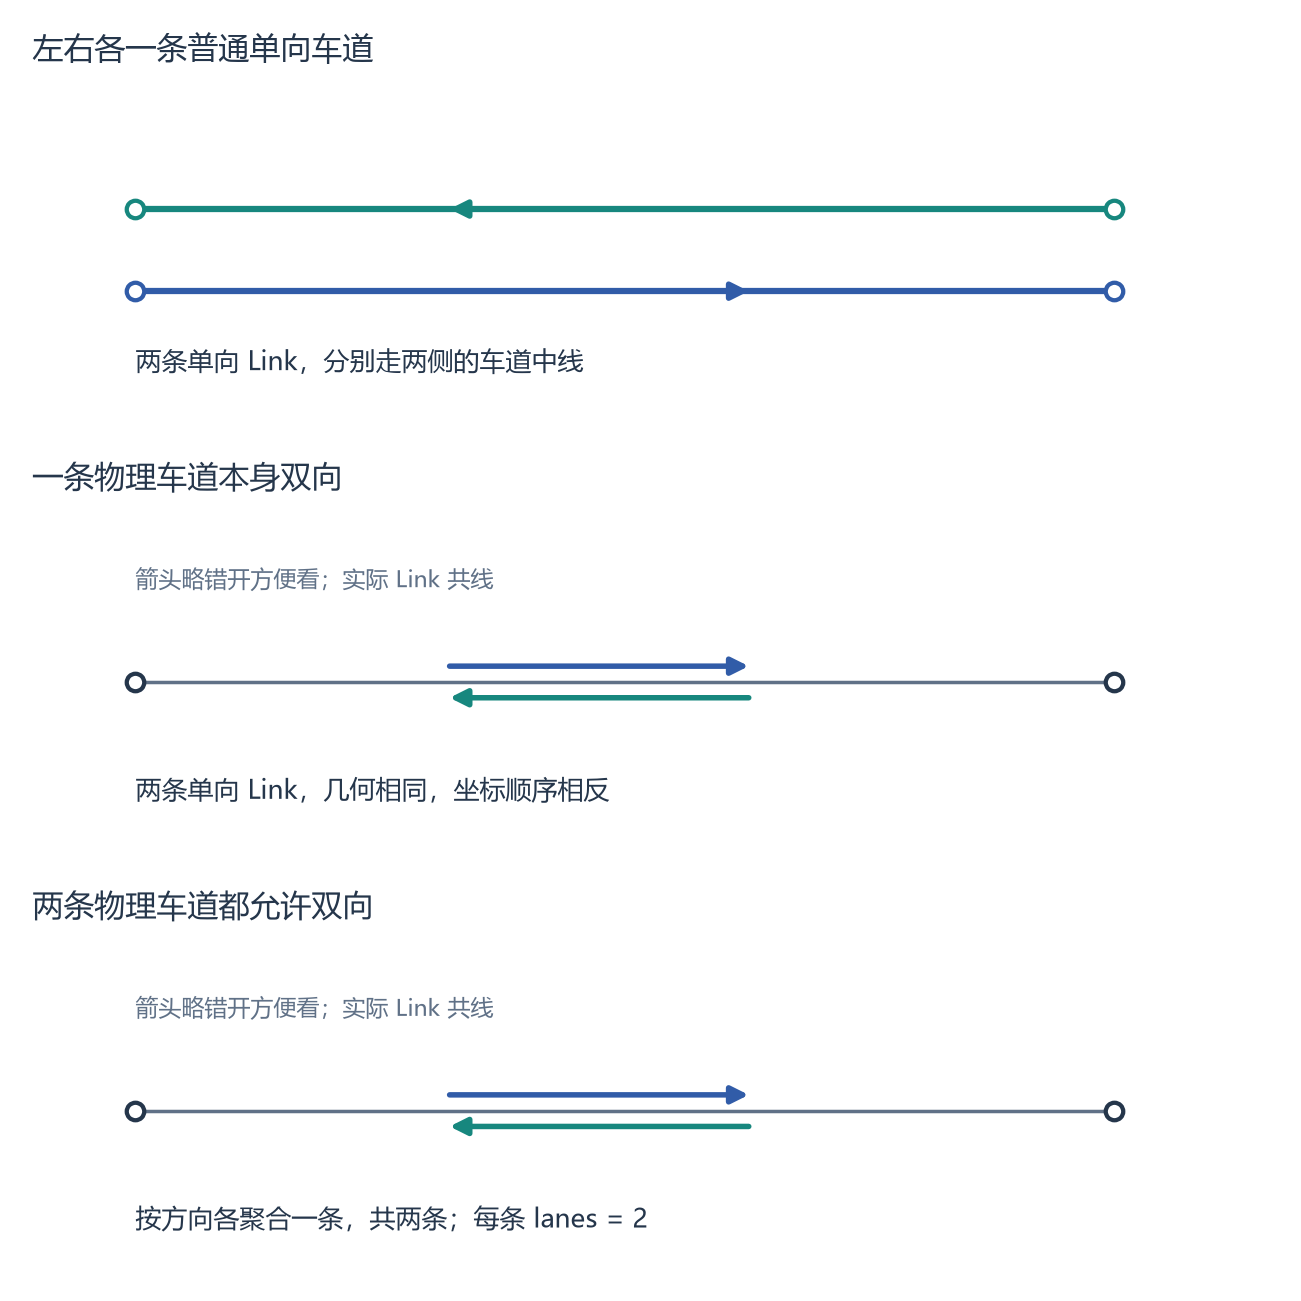 左右各一条普通单向车道
两条单向 Link，分别走两侧的车道中线
一条物理车道本身双向
箭头略错开方便看；实际 Link 共线
两条单向 Link，几何相同，坐标顺序相反
两条物理车道都允许双向
箭头略错开方便看；实际 Link 共线
按方向各聚合一条，共两条；每条 lanes = 2